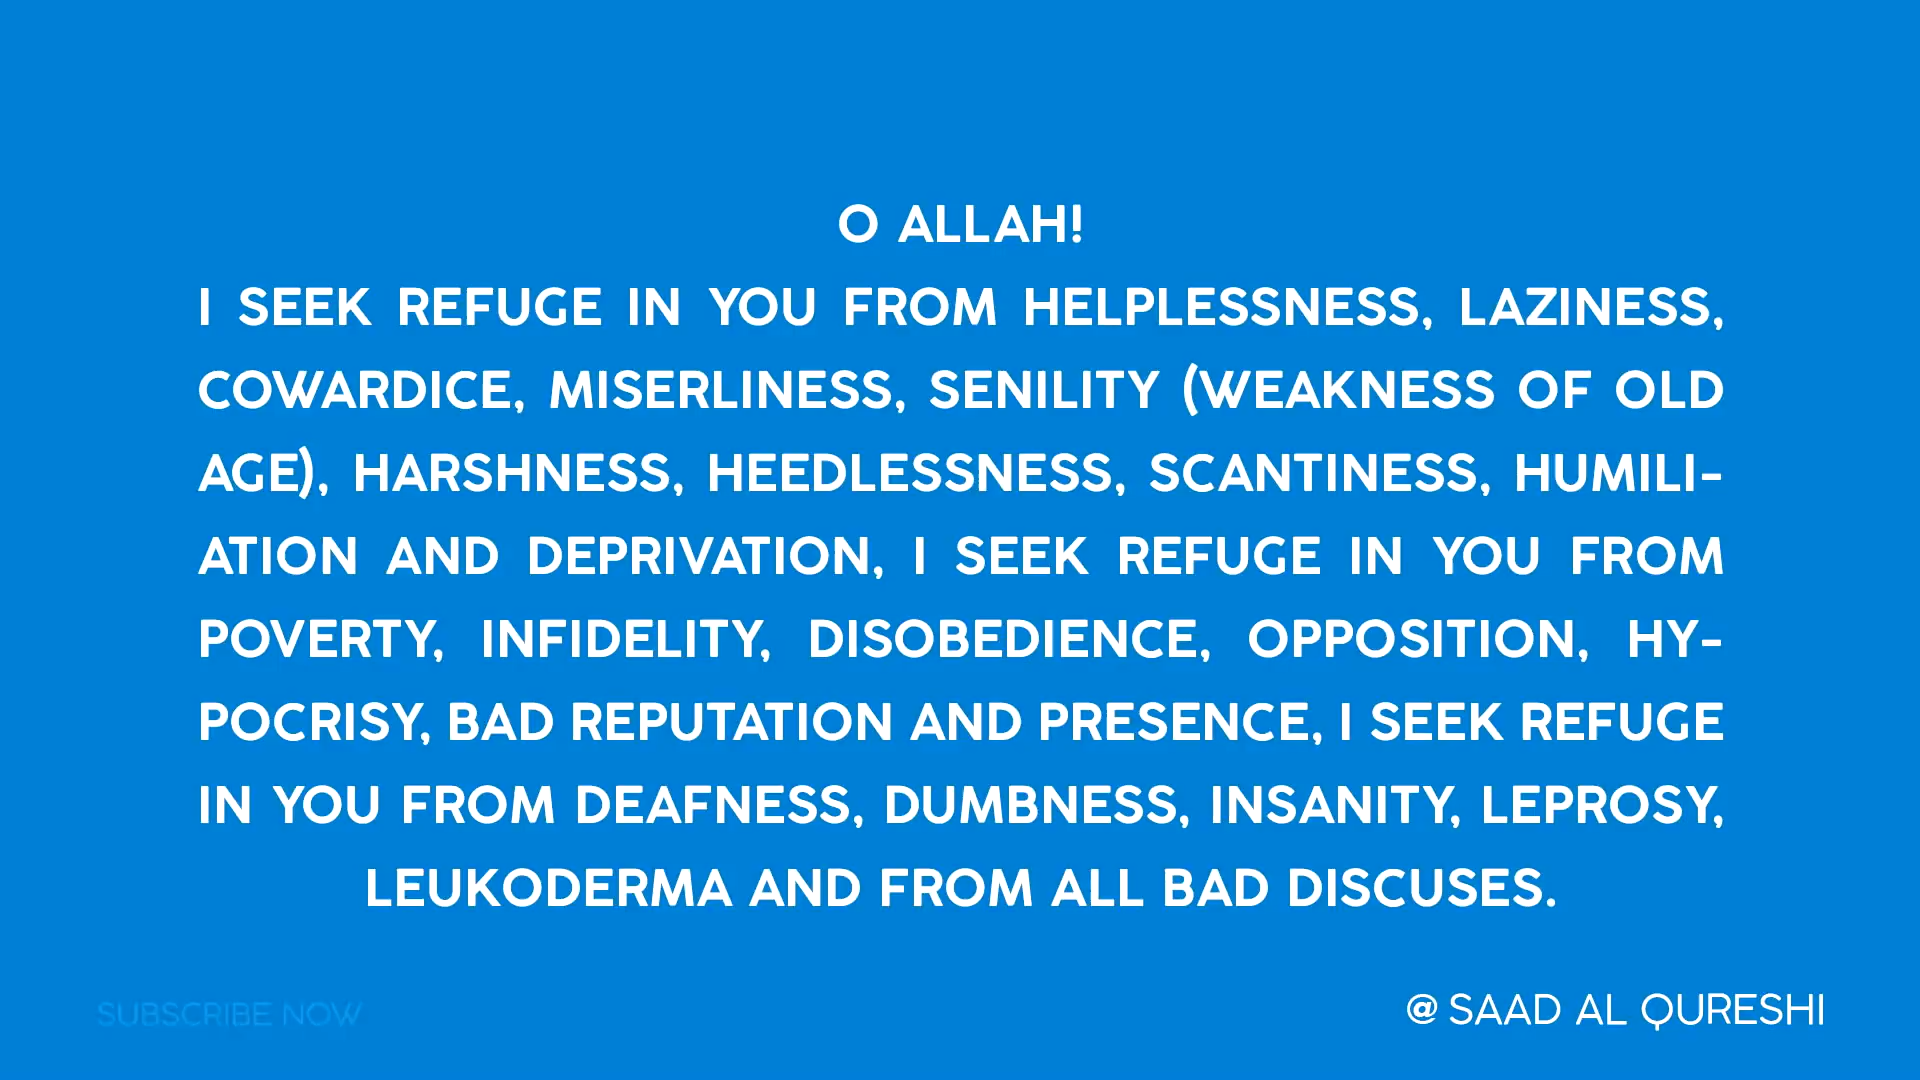 O ALLAH!
I SEEK REFUGE IN YOU FROM HELPLESSNESS, LAZINESS,
COWARDICE, MISERLINESS, SENILITY (WEAKNESS OF OLD
AGE), HARSHNESS, HEEDLESSNESS, SCANTINESS, HUMILI-
ATION AND DEPRIVATION, I SEEK REFUGE IN YOU FROM
POVERTY, INFIDELITY, DISOBEDIENCE, OPPOSITION, HY-
POCRISY, BAD REPUTATION AND PRESENCE, I SEEK REFUGE
IN YOU FROM DEAFNESS, DUMBNESS, INSANITY, LEPROSY,
LEUKODERMA AND FROM ALL BAD DISCUSES.
SUBSCRIBE NOW
@ SAAD AL QURESHI